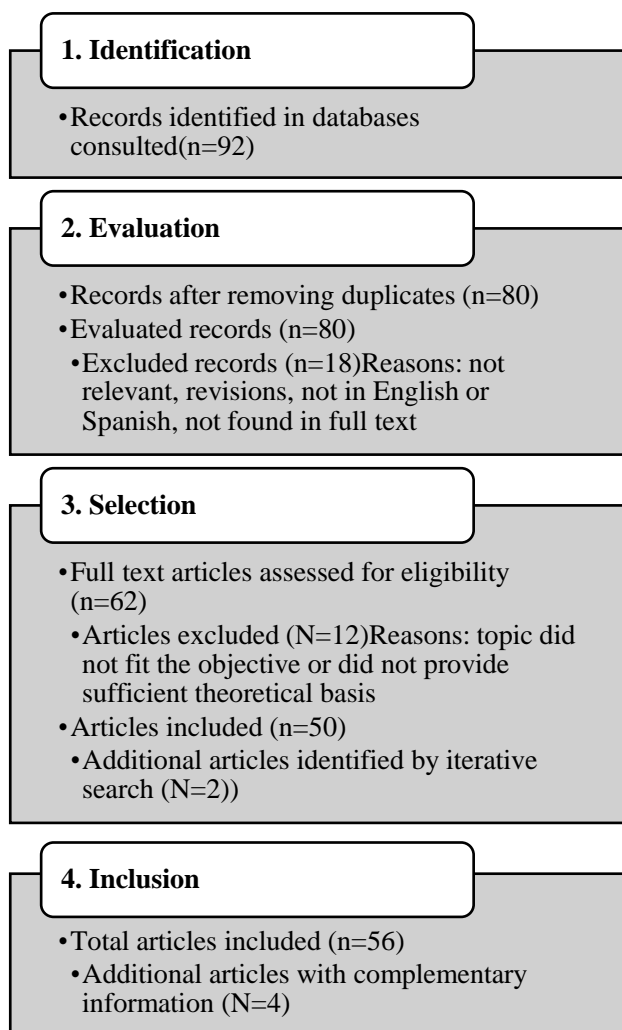 1. Identification
•Records identified in databases
consulted(n=92)
2. Evaluation
•Records after removing duplicates (n=80)
•Evaluated records (n=80)
•Excluded records (n=18)Reasons: not
relevant, revisions, not in English or
Spanish, not found in full text
3. Selection
•Full text articles assessed for eligibility
(n=62)
•Articles excluded (N=12)Reasons: topic did
not fit the objective or did not provide
sufficient theoretical basis
•Articles included (n=50)
•Additional articles identified by iterative
search (N=2))
4. Inclusion
•Total articles included (n=56)
•Additional articles with complementary
information (N=4)